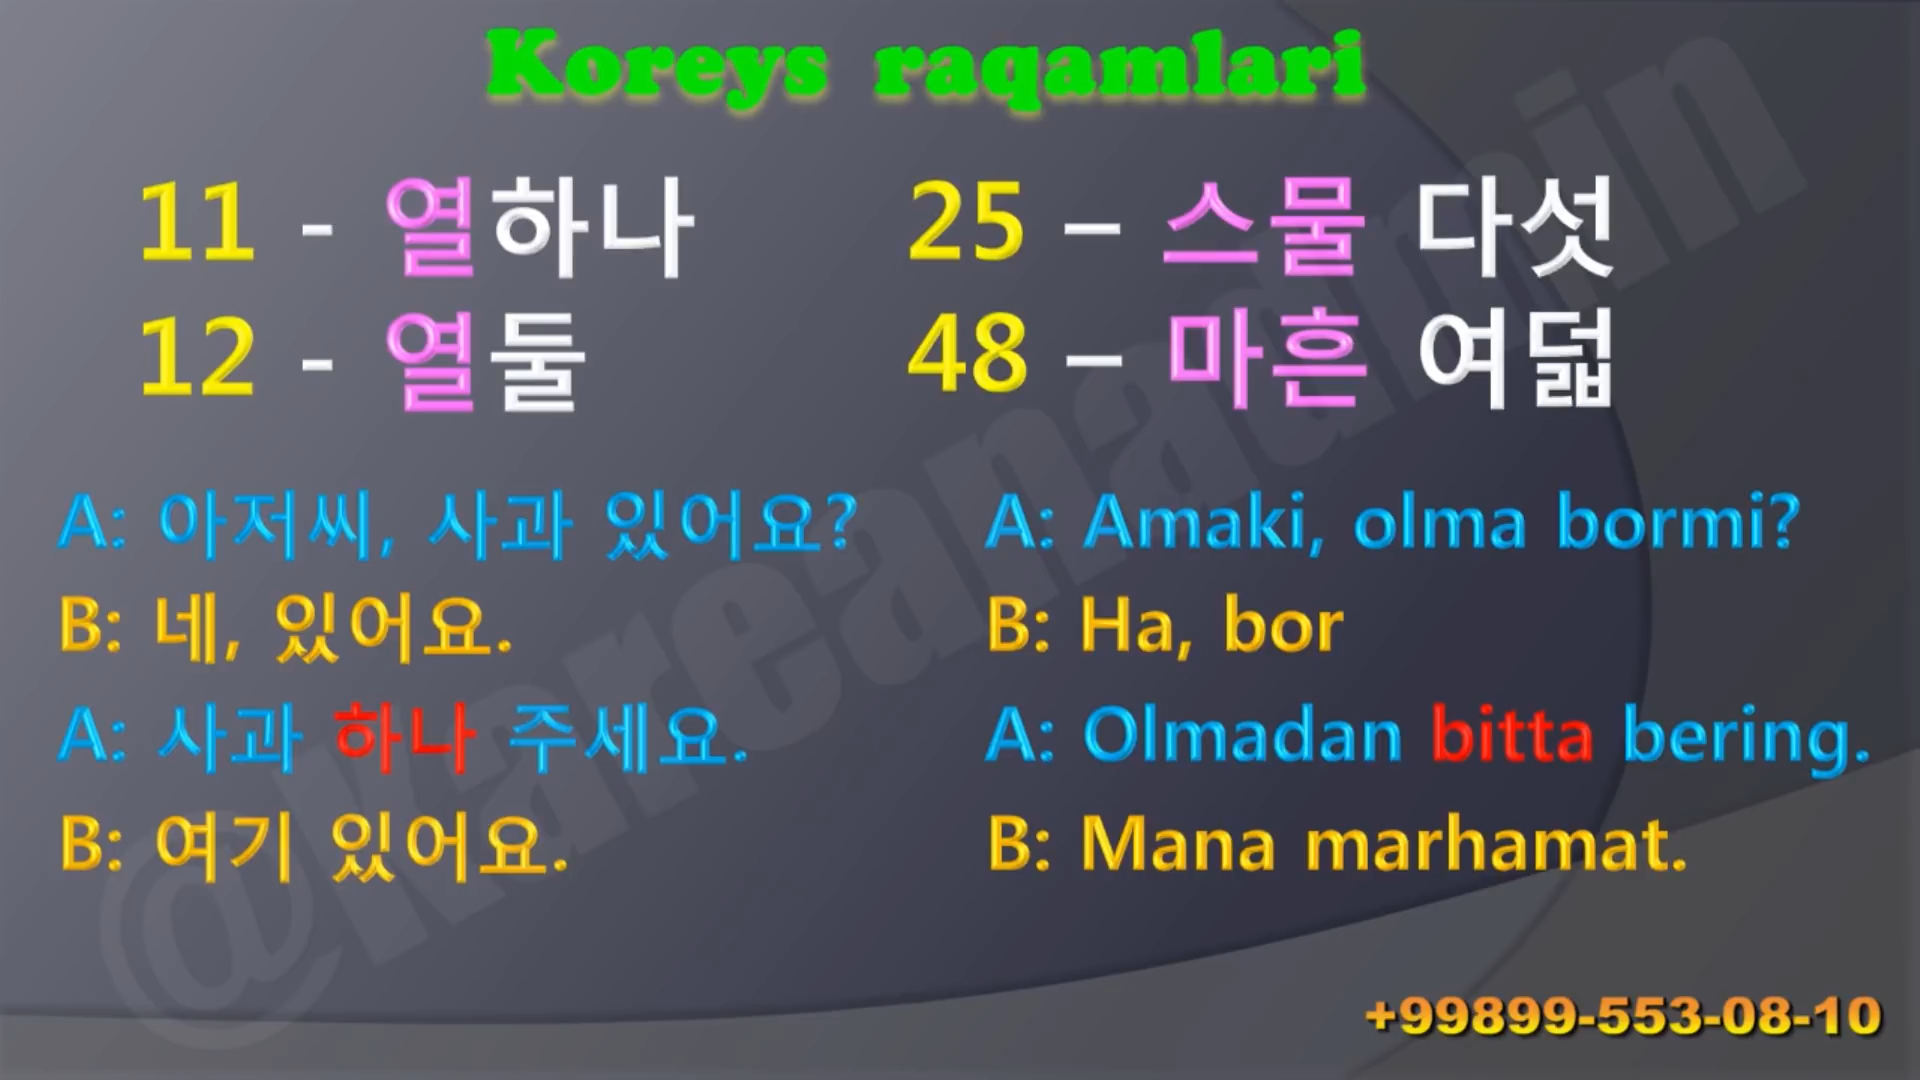 Koreys raqamlari
11 - 열하나
12 - 열둘
25 – 스물 다섯
48 – 마흔 여덟
A: 아저씨, 사과 있어요?
B: 네, 있어요.
A: 사과 하나 주세요.
B: 여기 있어요.
A: Amaki, olma bormi?
B: Ha, bor
A: Olmadan bitta bering.
B: Mana marhamat.
@kareanadmin
+99899-553-08-10